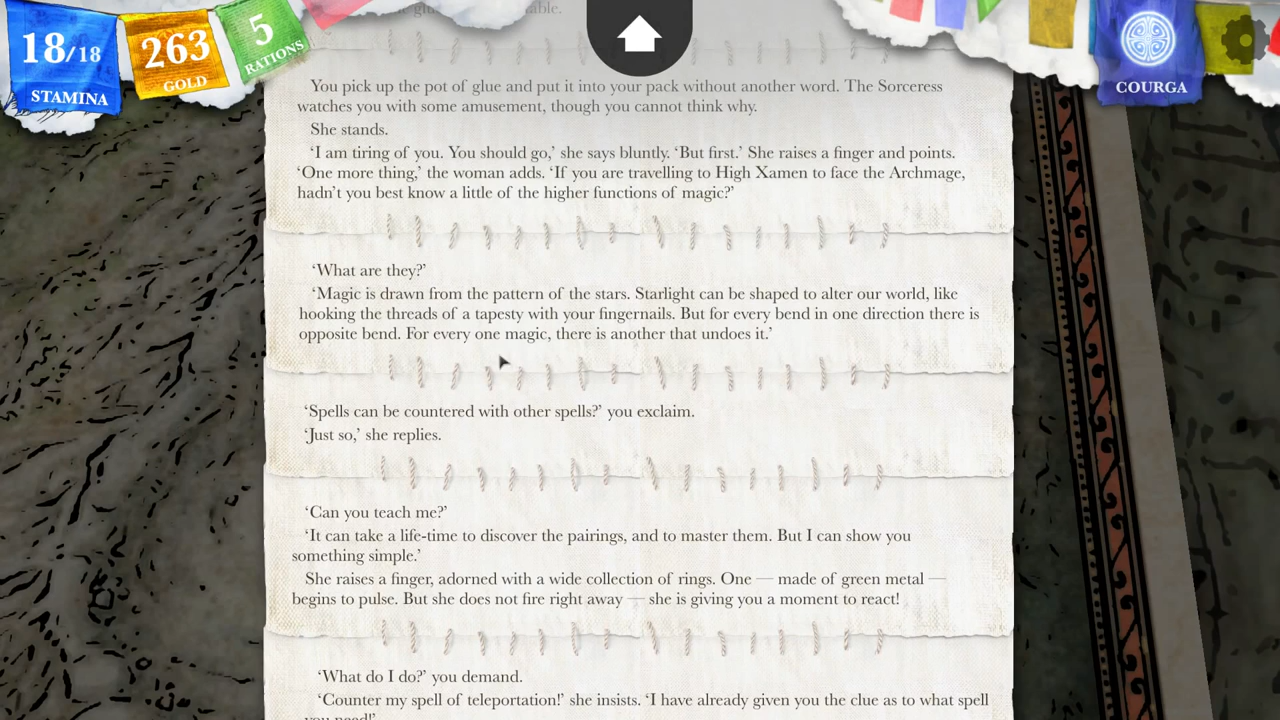 18/18
STAMINA
263
GOLD
5
RATIONS
COURGA
You pick up the pot of glue and put it into your pack without another word. The Sorceress
watches you with some amusement, though you cannot think why.
She stands.
‘I am tiring of you. You should go,’ she says bluntly. ‘But first.’ She raises a finger and points.
‘One more thing,’ the woman adds. ‘If you are travelling to High Xamen to face the Archmage,
hadn’t you best know a little of the higher functions of magic?’
‘What are they?’
‘Magic is drawn from the pattern of the stars. Starlight can be shaped to alter our world, like
hooking the threads of a tapesty with your fingernails. But for every bend in one direction there is
opposite bend. For every one magic, there is another that undoes it.’
‘Spells can be countered with other spells?’ you exclaim.
‘Just so,’ she replies.
‘Can you teach me?’
‘It can take a life-time to discover the pairings, and to master them. But I can show you
something simple.’
She raises a finger, adorned with a wide collection of rings. One — made of green metal —
begins to pulse. But she does not fire right away — she is giving you a moment to react!
‘What do I do?’ you demand.
‘Counter my spell of teleportation!’ she insists. ‘I have already given you the clue as to what spell
you need!’